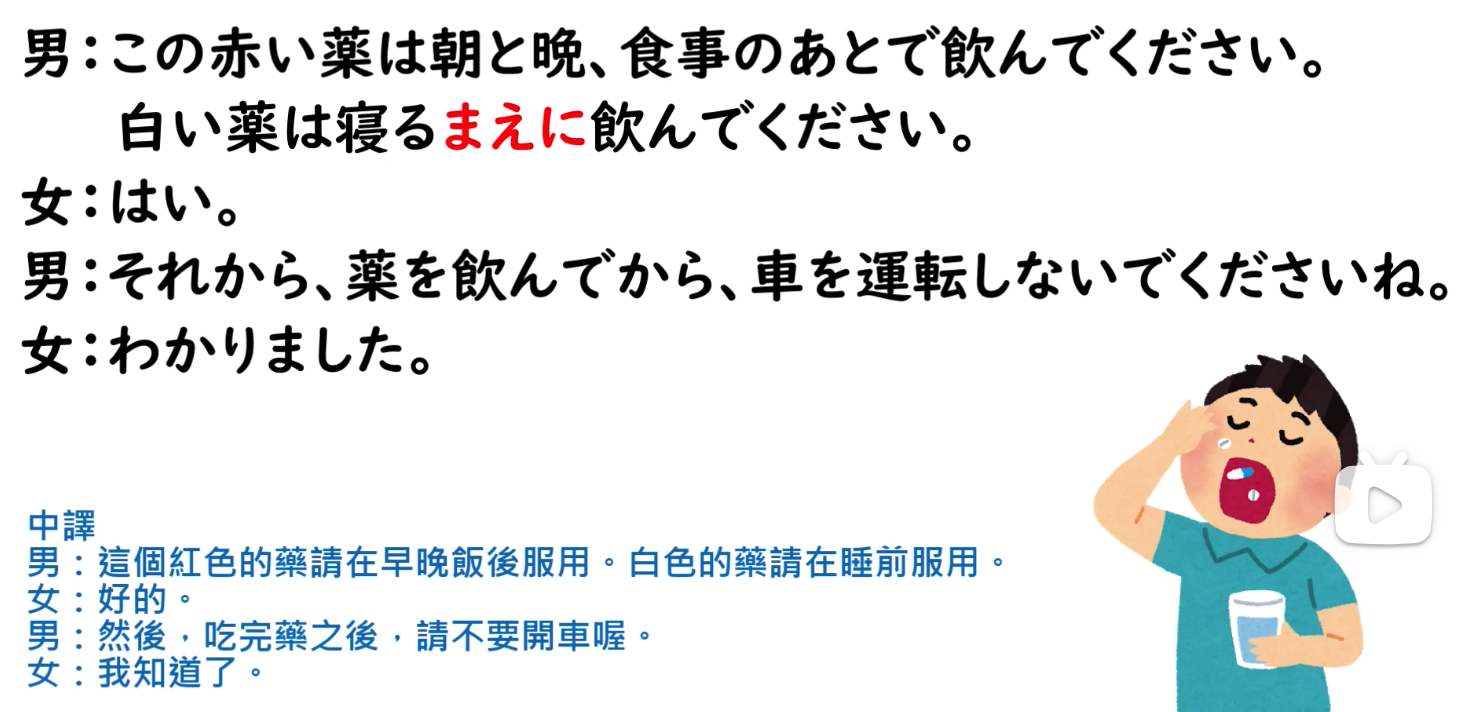 男：この赤い薬は朝と晩、食事のあとで飲んでください。
白い薬は寝るまえに飲んでください。
女：はい。
男：それから、薬を飲んでから、車を運転しないでくださいね。
女：わかりました。
中譯
男：這個紅色的藥請在早晚飯後服用。白色的藥請在睡前服用。
女：好的。
男：然後，吃完藥之後，請不要開車喔。
女：我知道了。